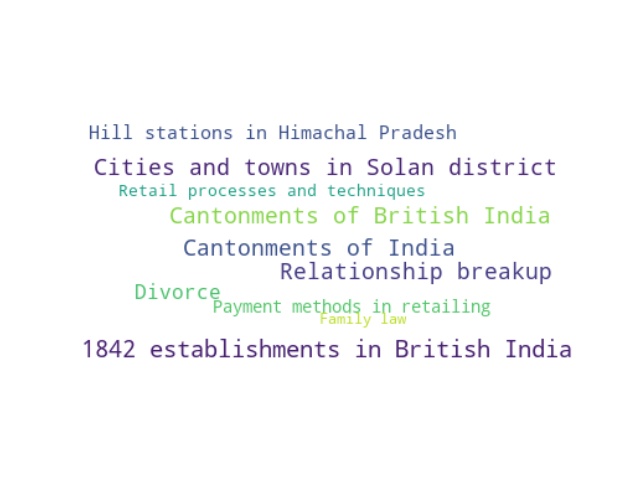 Hill stations in Himachal Pradesh
Cities and towns in Solan district
Retail processes and techniques
Cantonments of British India
Cantonments of India
Relationship breakup
Divorce
Payment methods in retailing
Family law
1842 establishments in British India